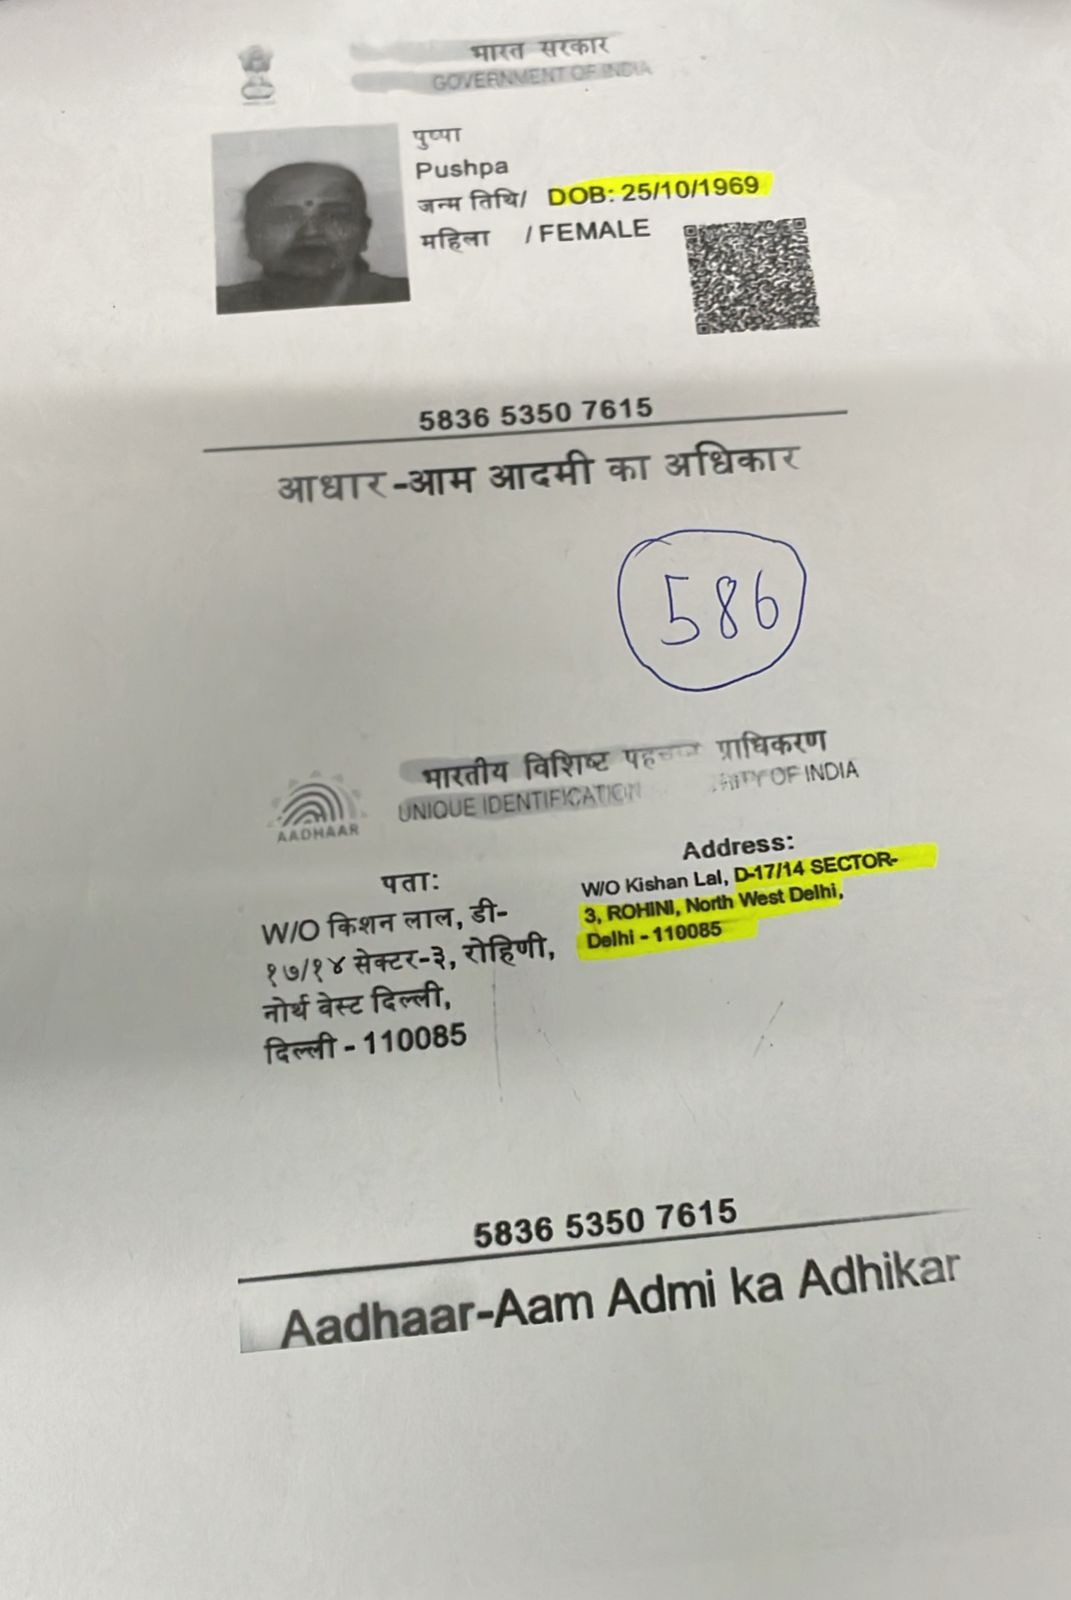 भारत सरकार
GOVERNMENT OF INDIA
पुष्पा
Pushpa
जन्म तिथि/ DOB: 25/10/1969
महिला / FEMALE
5836 5350 7615
आधार-आम आदमी का अधिकार
586
भारतीय विशिष्ट पहचान प्राधिकरण
UNIQUE IDENTIFICATION OF INDIA
AADHAAR
पता:
W/O किशन लाल, डी-
१७/१४ सेक्टर-३, रोहिणी,
नोर्थ वेस्ट दिल्ली,
दिल्ली - 110085
Address:
W/O Kishan Lal, D-17/14 SECTOR-
3, ROHINI, North West Delhi,
Delhi - 110085
5836 5350 7615
Aadhaar-Aam Admi ka Adhikar